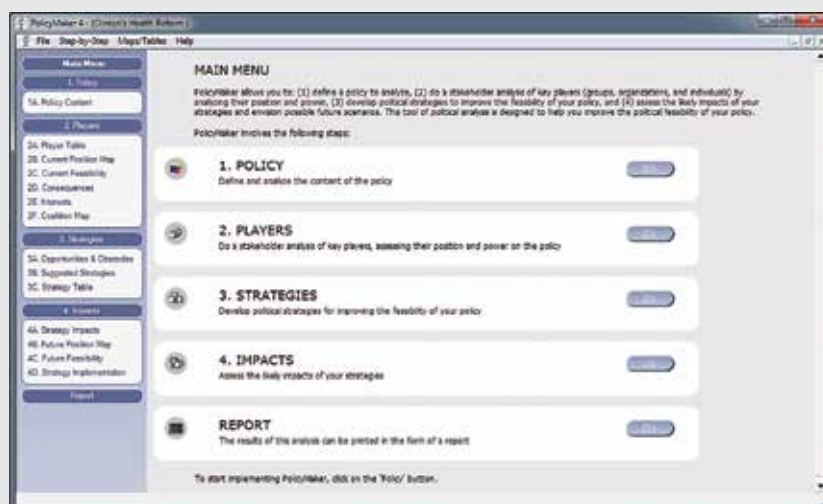 PolicyMaker 4 - [Clinton's Health Reform]
File Step-by-Step Maps/Tables Help
Main Menu
1. Policy
1A. Policy Content
2. Players
2A. Player Table
2B. Current Position Map
2C. Current Feasibility
2D. Consequences
2E. Interests
2F. Coalition Map
3. Strategies
3A. Opportunities & Obstacles
3B. Suggested Strategies
3C. Strategy Table
4. Impacts
4A. Strategy Impacts
4B. Future Position Map
4C. Future Feasibility
4D. Strategy Implementation
Report
MAIN MENU
PolicyMaker allows you to: (1) define a policy to analyze, (2) do a stakeholder analysis of key players (groups, organizations, and individuals) by
analyzing their position and power, (3) develop political strategies to improve the feasibility of your policy, and (4) assess the likely impacts of your
strategies and envision possible future scenarios. The tool of political analysis is designed to help you improve the political feasibility of your policy.
PolicyMaker involves the following steps:
1. POLICY
Define and analyze the content of the policy
2. PLAYERS
Do a stakeholder analysis of key players, assessing their position and power on the policy
3. STRATEGIES
Develop political strategies for improving the feasibility of your policy
4. IMPACTS
Assess the likely impacts of your strategies
REPORT
The results of this analysis can be printed in the form of a report
To start implementing PolicyMaker, click on the 'Policy' button.